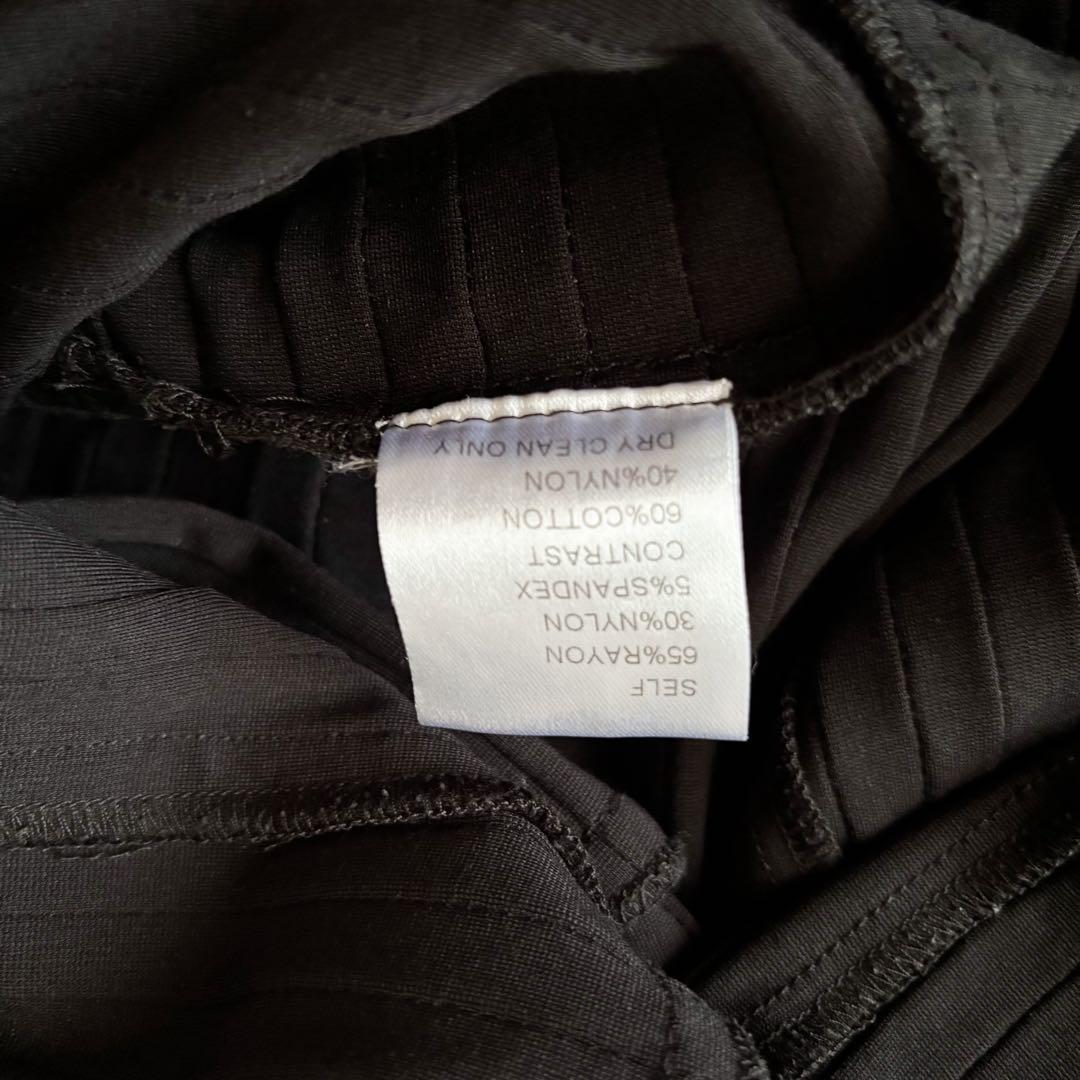 SELF
65%RAYON
30%NYLON
5%SPANDEX
CONTRAST
60%COTTON
40%NYLON
DRY CLEAN ONLY